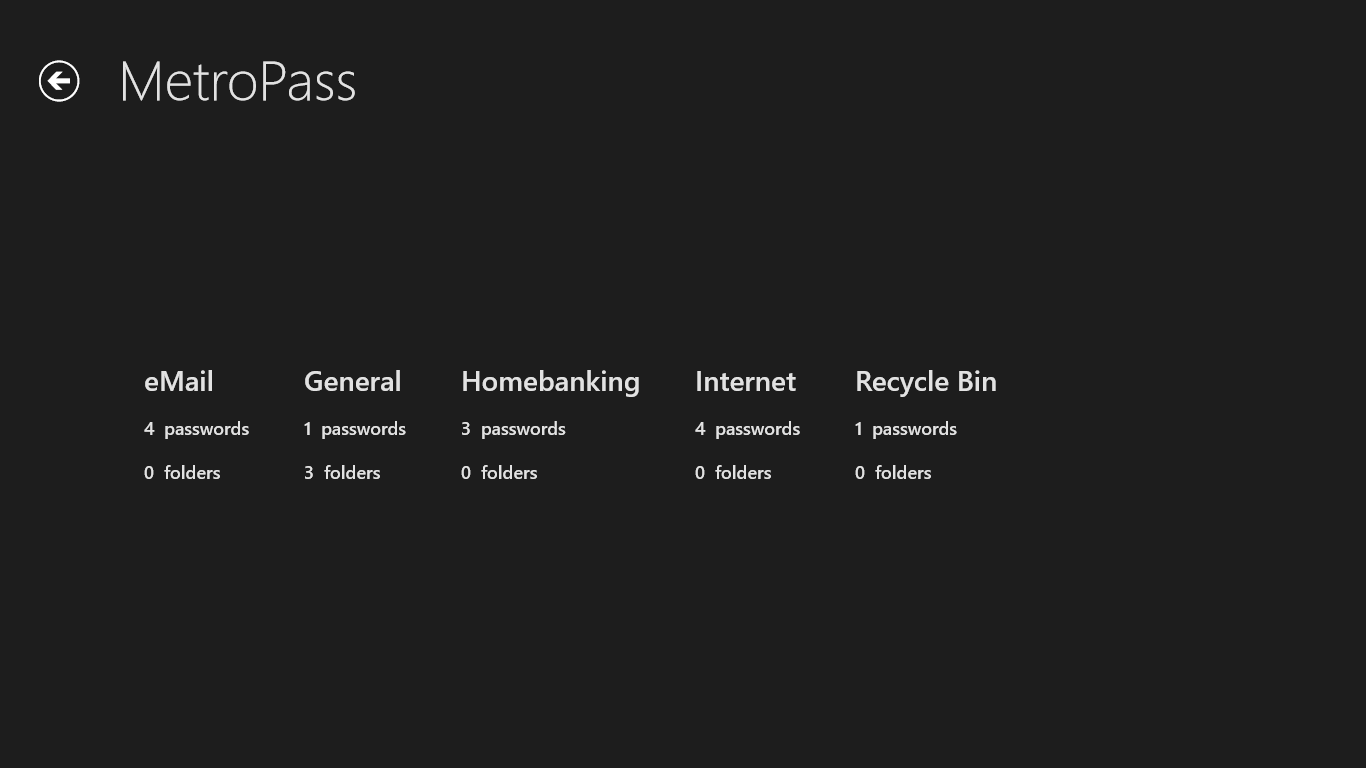 MetroPass
eMail
4 passwords
0 folders
General
1 passwords
3 folders
Homebanking
3 passwords
0 folders
Internet
4 passwords
0 folders
Recycle Bin
1 passwords
0 folders